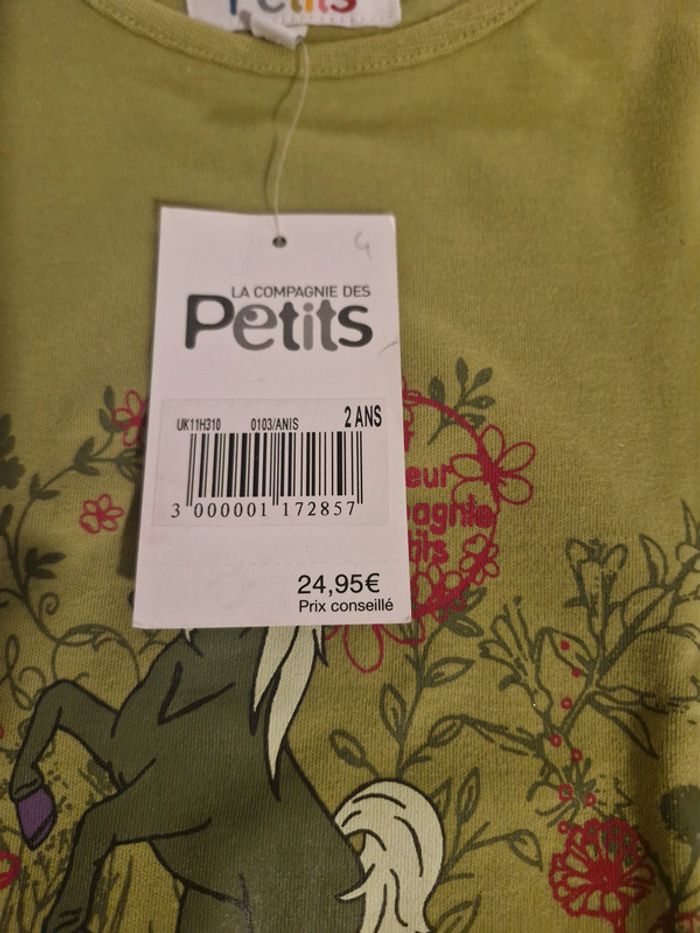 Petits
LA COMPAGNIE DES
Petits
UK11H310 0103/ANIS 2 ANS
3 000001 172857
24,95€
Prix conseillé